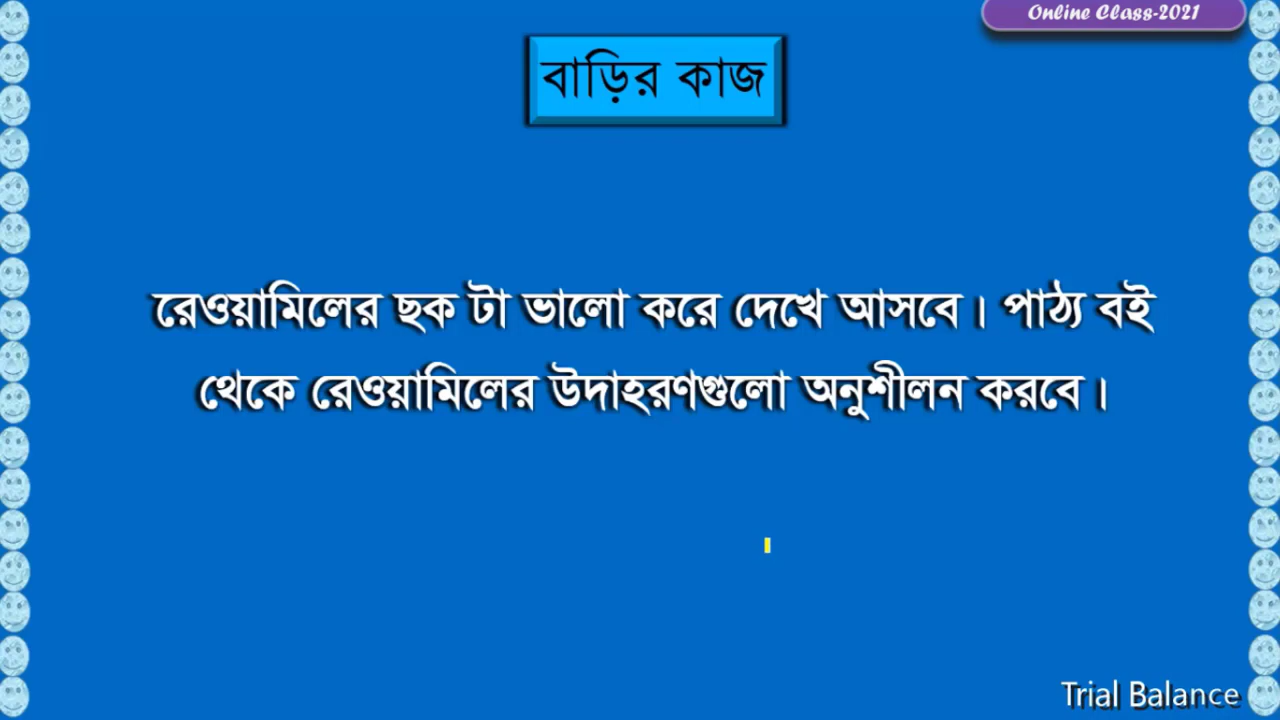 Online Class-2021
বাড়ির কাজ
রেওয়ামিলের ছক টা ভালো করে দেখে আসবে। পাঠ্য বই
থেকে রেওয়ামিলের উদাহরণগুলো অনুশীলন করবে।
Trial Balance